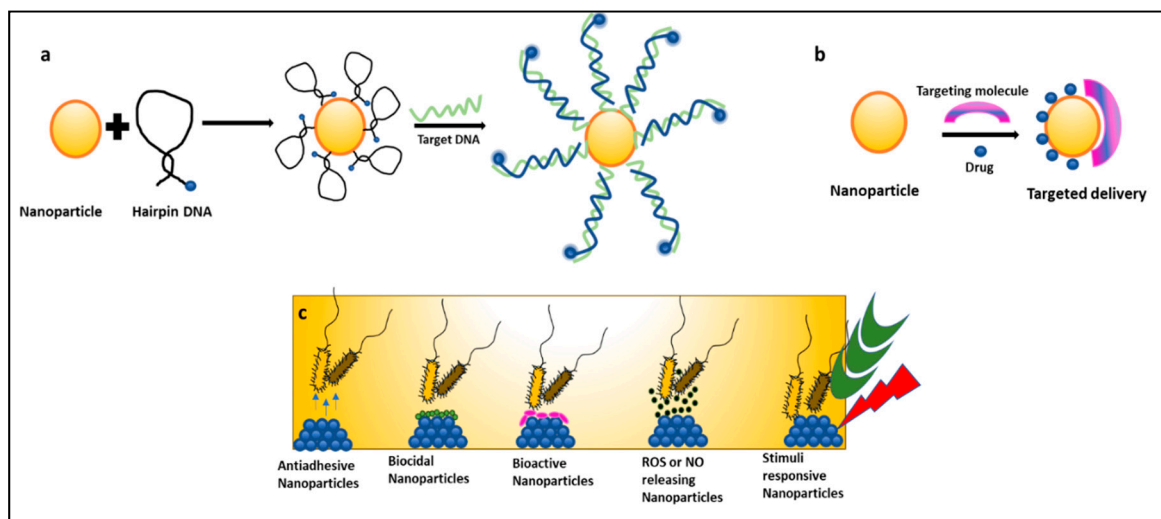 a
Nanoparticle
Hairpin DNA
Target DNA
b
Targeting molecule
Drug
Nanoparticle
Targeted delivery
c
Antiadhesive
Nanoparticles
Biocidal
Nanoparticles
Bioactive
Nanoparticles
ROS or NO
releasing
Nanoparticles
Stimuli
responsive
Nanoparticles